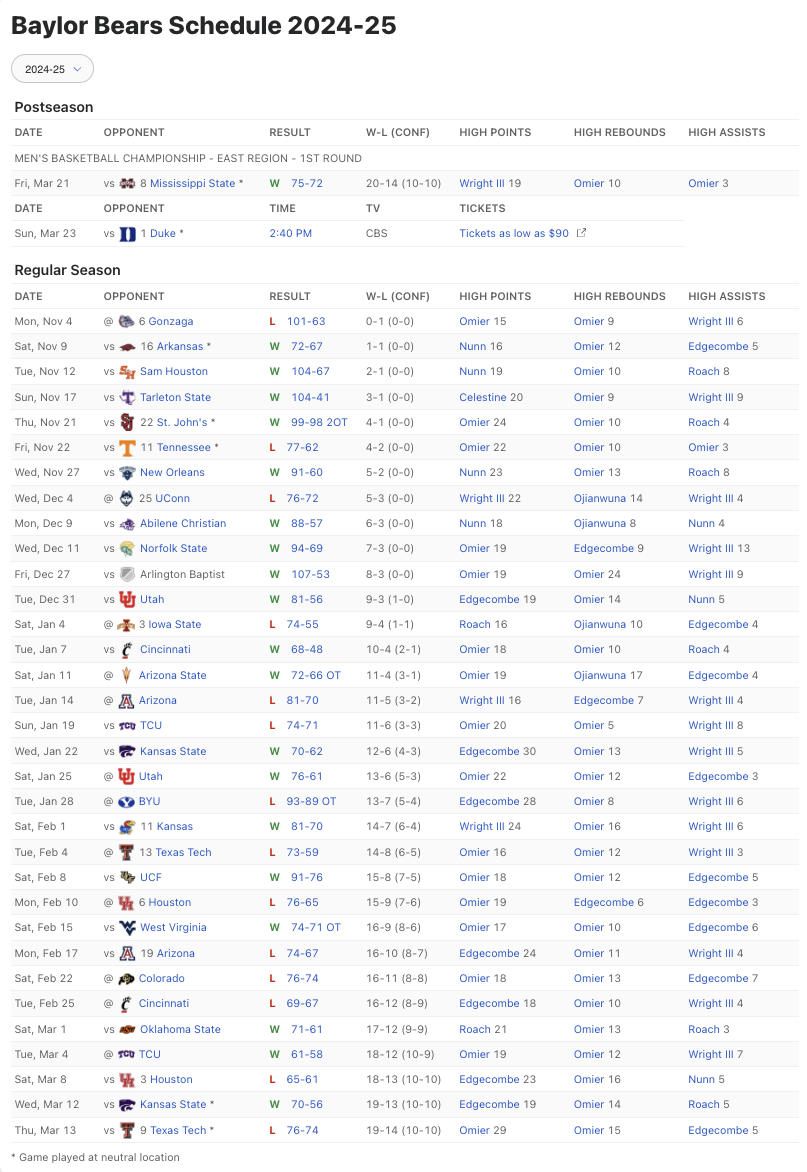 Baylor Bears Schedule 2024-25
2024-25
Postseason
DATE OPPONENT RESULT W-L (CONF) HIGH POINTS HIGH REBOUNDS HIGH ASSISTS
MEN'S BASKETBALL CHAMPIONSHIP - EAST REGION - 1ST ROUND
Fri, Mar 21 vs 8 Mississippi State * W 75-72 20-14 (10-10) Wright III 19 Omier 10 Omier 3
DATE OPPONENT TIME TV TICKETS
Sun, Mar 23 vs 1 Duke * 2:40 PM CBS Tickets as low as $90
Regular Season
DATE OPPONENT RESULT W-L (CONF) HIGH POINTS HIGH REBOUNDS HIGH ASSISTS
Mon, Nov 4 @ 6 Gonzaga L 101-63 0-1 (0-0) Omier 15 Omier 9 Wright III 6
Sat, Nov 9 vs 16 Arkansas * W 72-67 1-1 (0-0) Nunn 16 Omier 12 Edgecombe 5
Tue, Nov 12 vs Sam Houston W 104-67 2-1 (0-0) Nunn 19 Omier 10 Roach 8
Sun, Nov 17 vs Tarleton State W 104-41 3-1 (0-0) Celestine 20 Omier 9 Wright III 9
Thu, Nov 21 vs 22 St. John's * W 99-98 2OT 4-1 (0-0) Omier 24 Omier 10 Roach 4
Fri, Nov 22 vs 11 Tennessee * L 77-62 4-2 (0-0) Omier 22 Omier 10 Omier 3
Wed, Nov 27 vs New Orleans W 91-60 5-2 (0-0) Nunn 23 Omier 13 Roach 8
Wed, Dec 4 @ 25 UConn L 76-72 5-3 (0-0) Wright III 22 Ojianwuna 14 Wright III 4
Mon, Dec 9 vs Abilene Christian W 88-57 6-3 (0-0) Nunn 18 Ojianwuna 8 Nunn 4
Wed, Dec 11 vs Norfolk State W 94-69 7-3 (0-0) Omier 19 Edgecombe 9 Wright III 13
Fri, Dec 27 vs Arlington Baptist W 107-53 8-3 (0-0) Omier 19 Omier 24 Wright III 9
Tue, Dec 31 vs Utah W 81-56 9-3 (1-0) Edgecombe 19 Omier 14 Nunn 5
Sat, Jan 4 @ 3 Iowa State L 74-55 9-4 (1-1) Roach 16 Ojianwuna 10 Edgecombe 4
Tue, Jan 7 vs Cincinnati W 68-48 10-4 (2-1) Omier 18 Omier 10 Roach 4
Sat, Jan 11 @ Arizona State W 72-66 OT 11-4 (3-1) Omier 19 Ojianwuna 17 Edgecombe 4
Tue, Jan 14 @ Arizona L 81-70 11-5 (3-2) Wright III 16 Edgecombe 7 Wright III 4
Sun, Jan 19 vs TCU TCU L 74-71 11-6 (3-3) Omier 20 Omier 5 Wright III 8
Wed, Jan 22 vs Kansas State W 70-62 12-6 (4-3) Edgecombe 30 Omier 13 Wright III 5
Sat, Jan 25 @ Utah W 76-61 13-6 (5-3) Omier 22 Omier 12 Edgecombe 3
Tue, Jan 28 @ BYU L 93-89 OT 13-7 (5-4) Edgecombe 28 Omier 8 Wright III 6
Sat, Feb 1 vs 11 Kansas W 81-70 14-7 (6-4) Wright III 24 Omier 16 Wright III 6
Tue, Feb 4 @ 13 Texas Tech L 73-59 14-8 (6-5) Omier 16 Omier 12 Wright III 3
Sat, Feb 8 vs UCF W 91-76 15-8 (7-5) Omier 18 Omier 12 Edgecombe 5
Mon, Feb 10 @ 6 Houston L 76-65 15-9 (7-6) Omier 19 Edgecombe 6 Edgecombe 3
Sat, Feb 15 vs West Virginia W 74-71 OT 16-9 (8-6) Omier 17 Omier 10 Edgecombe 6
Mon, Feb 17 vs 19 Arizona L 74-67 16-10 (8-7) Edgecombe 24 Omier 11 Wright III 4
Sat, Feb 22 @ Colorado L 76-74 16-11 (8-8) Omier 18 Omier 13 Edgecombe 7
Tue, Feb 25 @ Cincinnati L 69-67 16-12 (8-9) Edgecombe 18 Omier 10 Wright III 4
Sat, Mar 1 vs Oklahoma State W 71-61 17-12 (9-9) Roach 21 Omier 13 Roach 3
Tue, Mar 4 @ TCU TCU W 61-58 18-12 (10-9) Omier 19 Omier 12 Wright III 7
Sat, Mar 8 vs 3 Houston L 65-61 18-13 (10-10) Edgecombe 23 Omier 16 Nunn 5
Wed, Mar 12 vs Kansas State * W 70-56 19-13 (10-10) Edgecombe 19 Omier 14 Roach 5
Thu, Mar 13 vs 9 Texas Tech * L 76-74 19-14 (10-10) Omier 29 Omier 15 Edgecombe 5
* Game played at neutral location